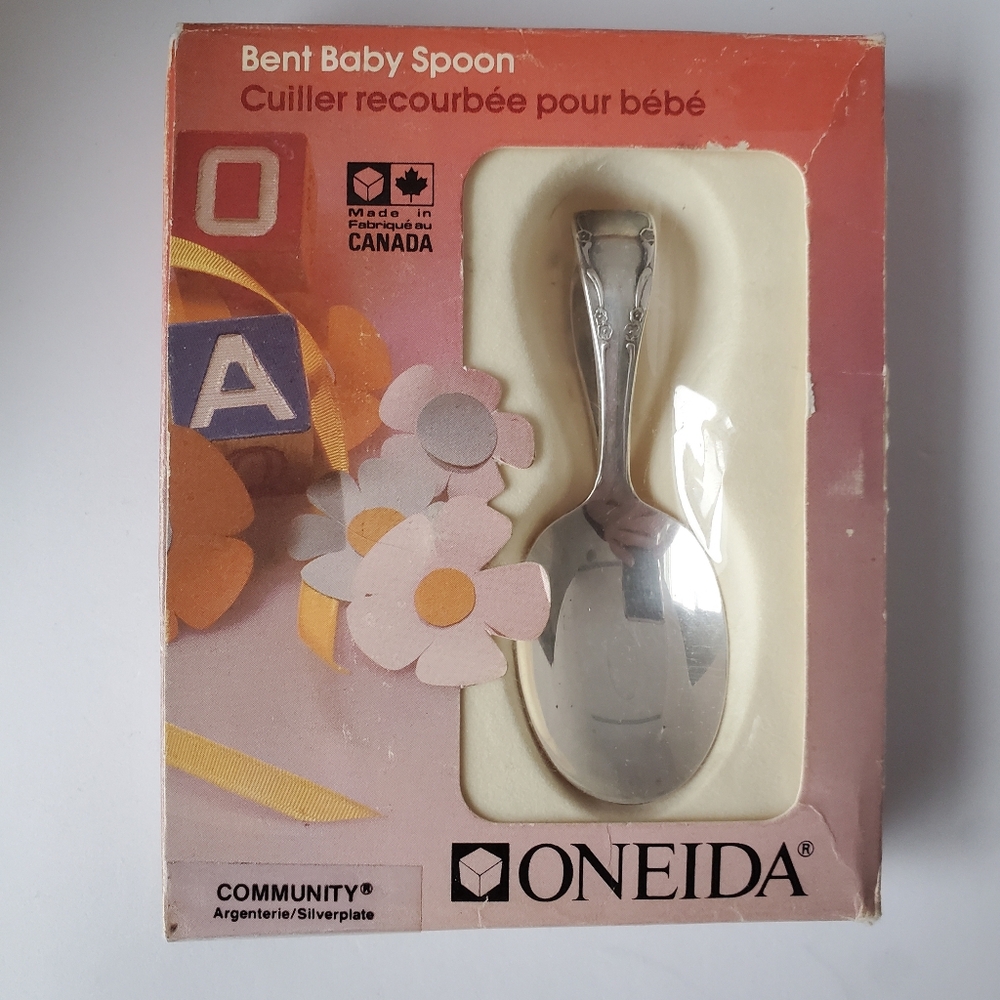 Bent Baby Spoon
Cuiller recourbée pour bébé
O
Made in
Fabriqué au
CANADA
A
ONEIDA®
COMMUNITY®
Argenterie/Silverplate